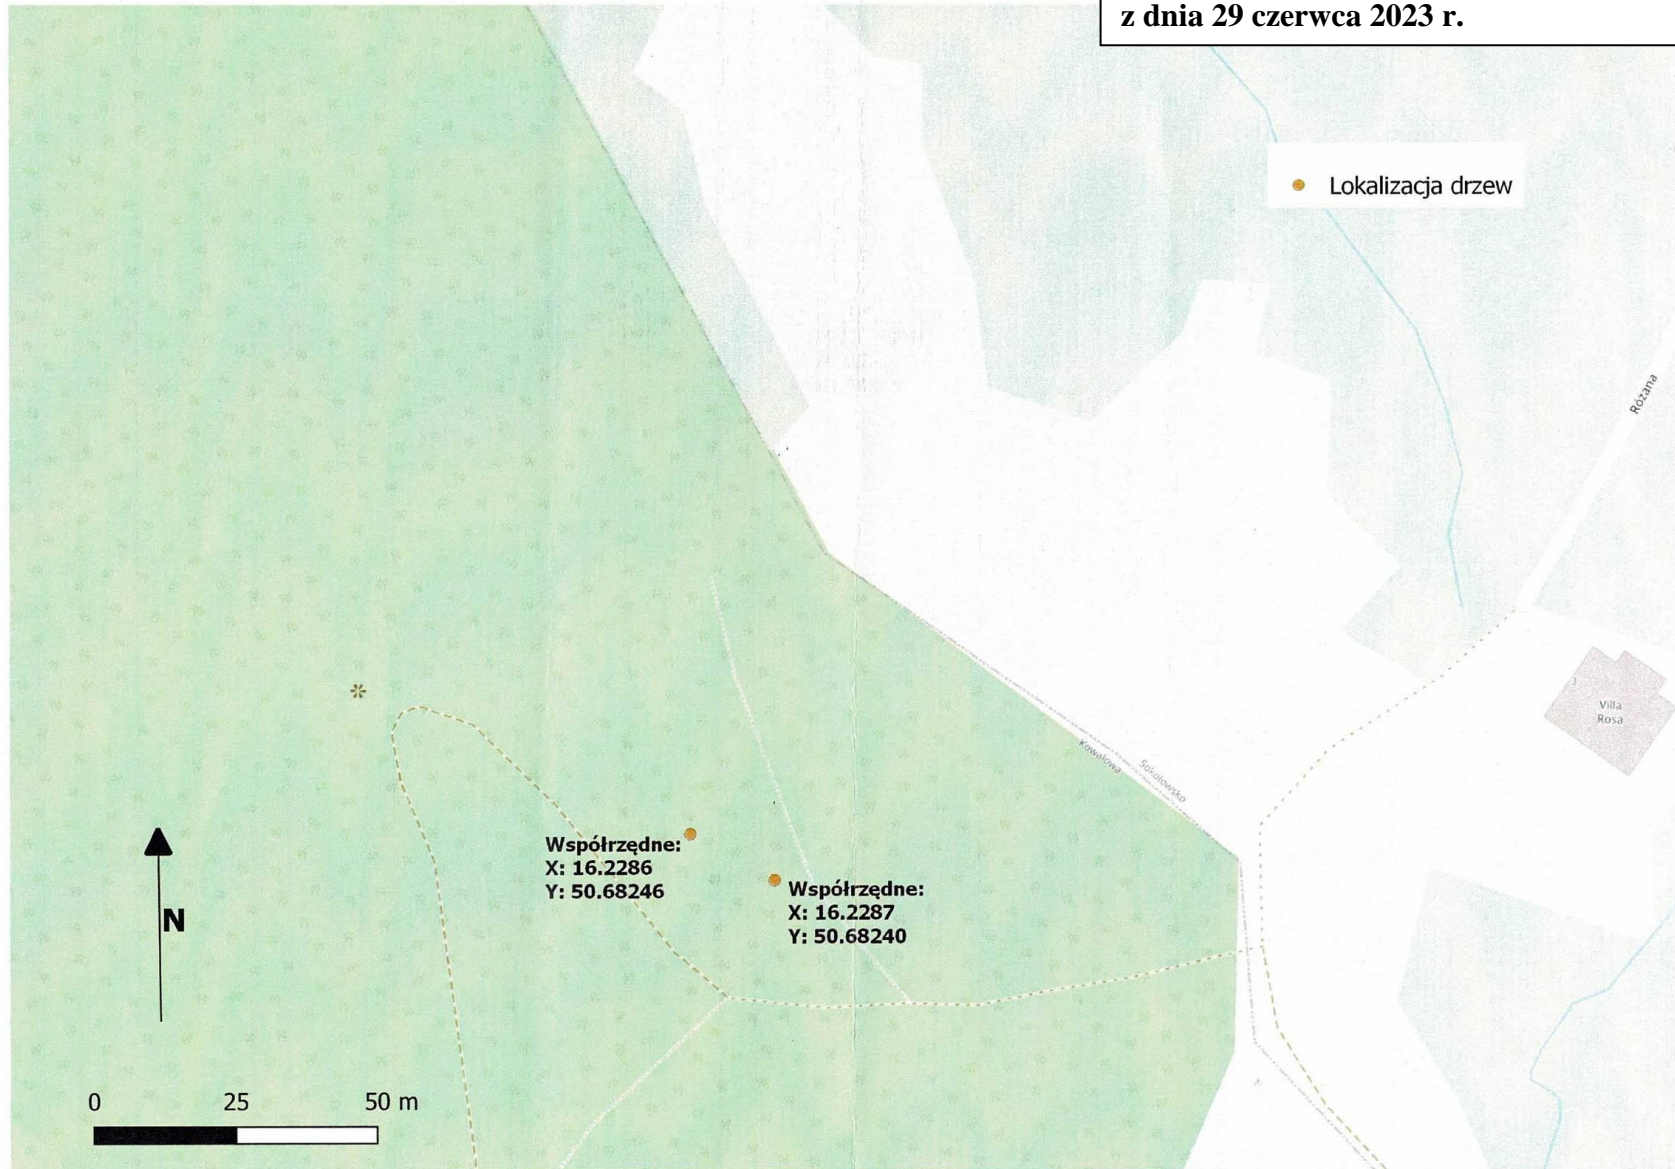 z dnia 29 czerwca 2023 r.
Lokalizacja drzew
Różana
3
Villa
Rosa
Kowalowa
Sokołowsko
Współrzędne:
X: 16.2286
Y: 50.68246
Współrzędne:
X: 16.2287
Y: 50.68240
N
0 25 50 m